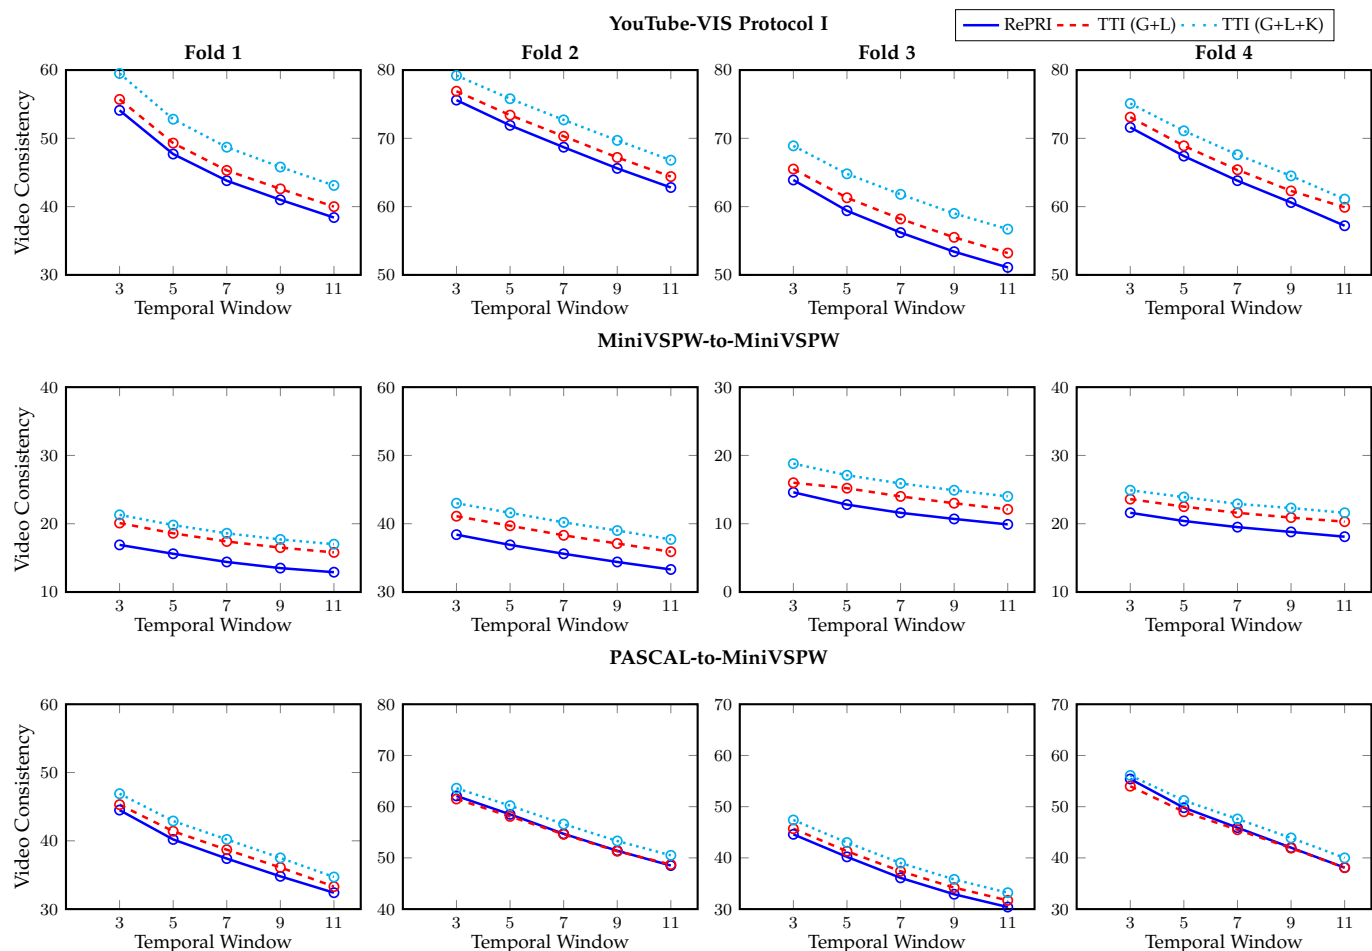 YouTube-VIS Protocol I
RePRI TTI (G+L) TTI (G+L+K)
Fold 1 Fold 2 Fold 3 Fold 4
Video Consistency
60 50 40 30
3 5 7 9 11
Temporal Window
80 70 60 50
3 5 7 9 11
Temporal Window
80 70 60 50
3 5 7 9 11
Temporal Window
80 70 60 50
3 5 7 9 11
Temporal Window
MiniVSPW-to-MiniVSPW
Video Consistency
40 30 20 10
3 5 7 9 11
Temporal Window
60 50 40 30
3 5 7 9 11
Temporal Window
30 20 10 0
3 5 7 9 11
Temporal Window
40 30 20 10
3 5 7 9 11
Temporal Window
PASCAL-to-MiniVSPW
Video Consistency
60 50 40 30
3 5 7 9 11
Temporal Window
80 70 60 50 40
3 5 7 9 11
Temporal Window
70 60 50 40 30
3 5 7 9 11
Temporal Window
70 60 50 40 30
3 5 7 9 11
Temporal Window